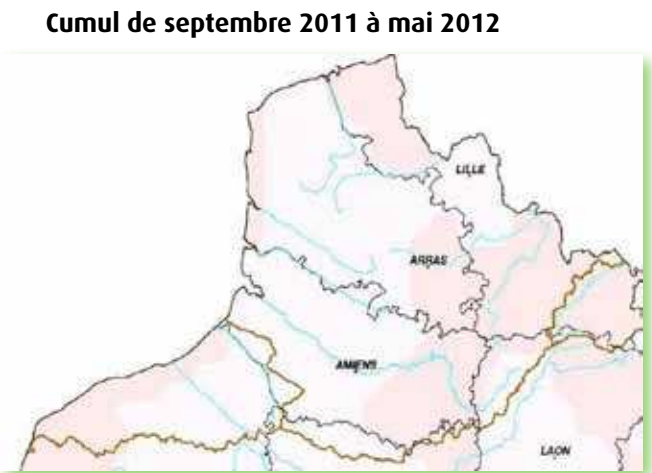 Cumul de septembre 2011 à mai 2012
LILLE
ARRAS
AMIENS
LAON